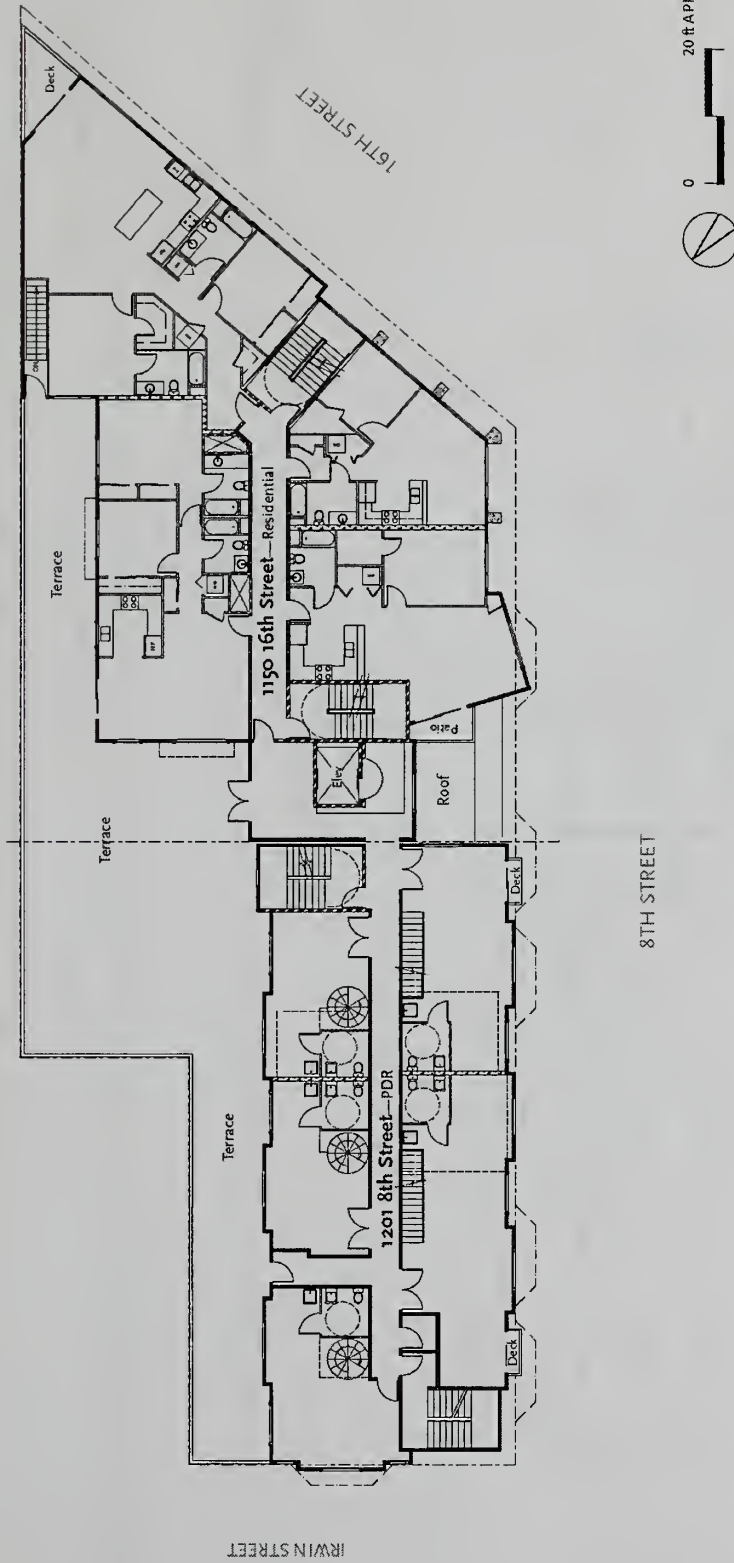 Deck
16TH STREET
DN
Terrace
REF
1150 16th Street—Residential
Patio
Elev
Roof
Terrace
Deck
8TH STREET
Terrace
1201 8th Street—PDR
Deck
IRWIN STREET
0
20 ft